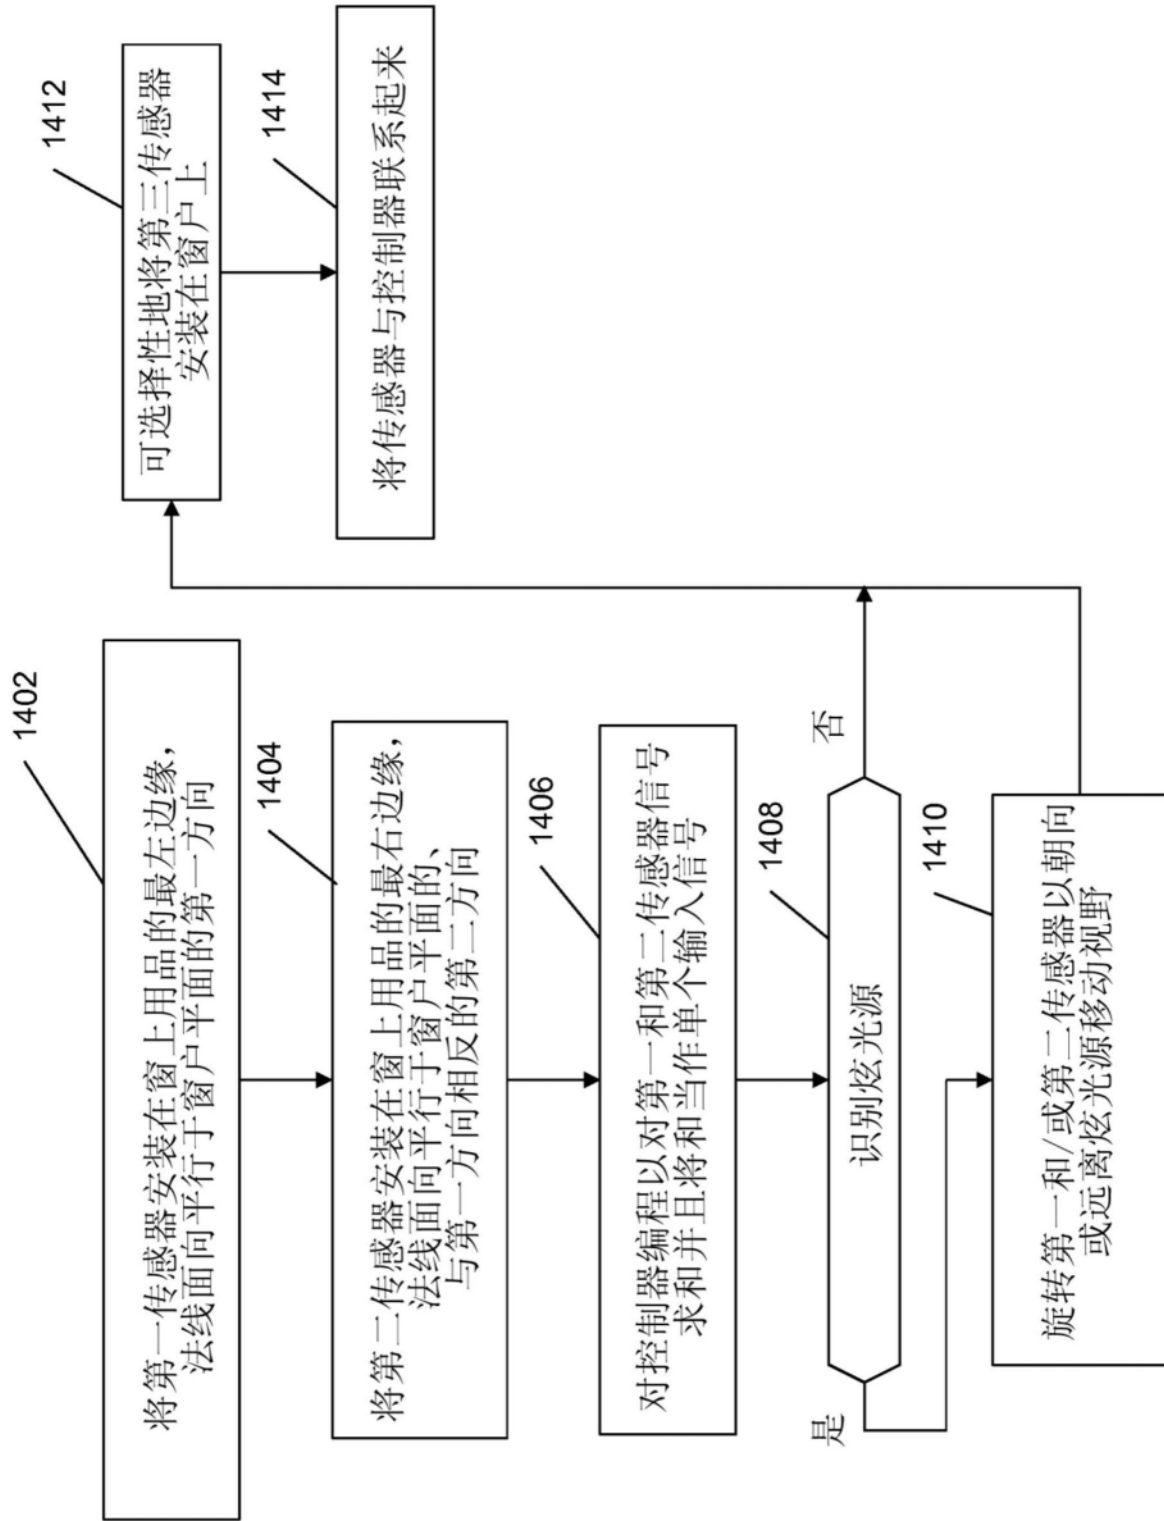 1402
将第一传感器安装在窗上用品的最左边缘，
法线面向平行于窗户平面的第一方向
1404
将第二传感器安装在窗上用品的最右边缘，
法线面向平行于窗户平面的、
与第一方向相反的第二方向
1406
对控制器编程以对第一和第二传感器信号
求和并且将和当作单个输入信号
1408
识别炫光源
是
否
1410
旋转第一和/或第二传感器以朝向
或远离炫光源移动视野
1412
可选择性地将第三传感器
安装在窗户上
1414
将传感器与控制器联系起来